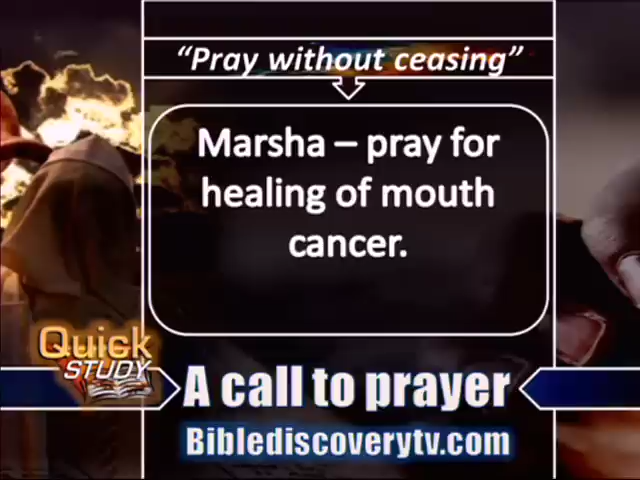 “Pray without ceasing”
Marsha – pray for
healing of mouth
cancer.
Quick
STUDY
A call to prayer
Biblediscoverytv.com